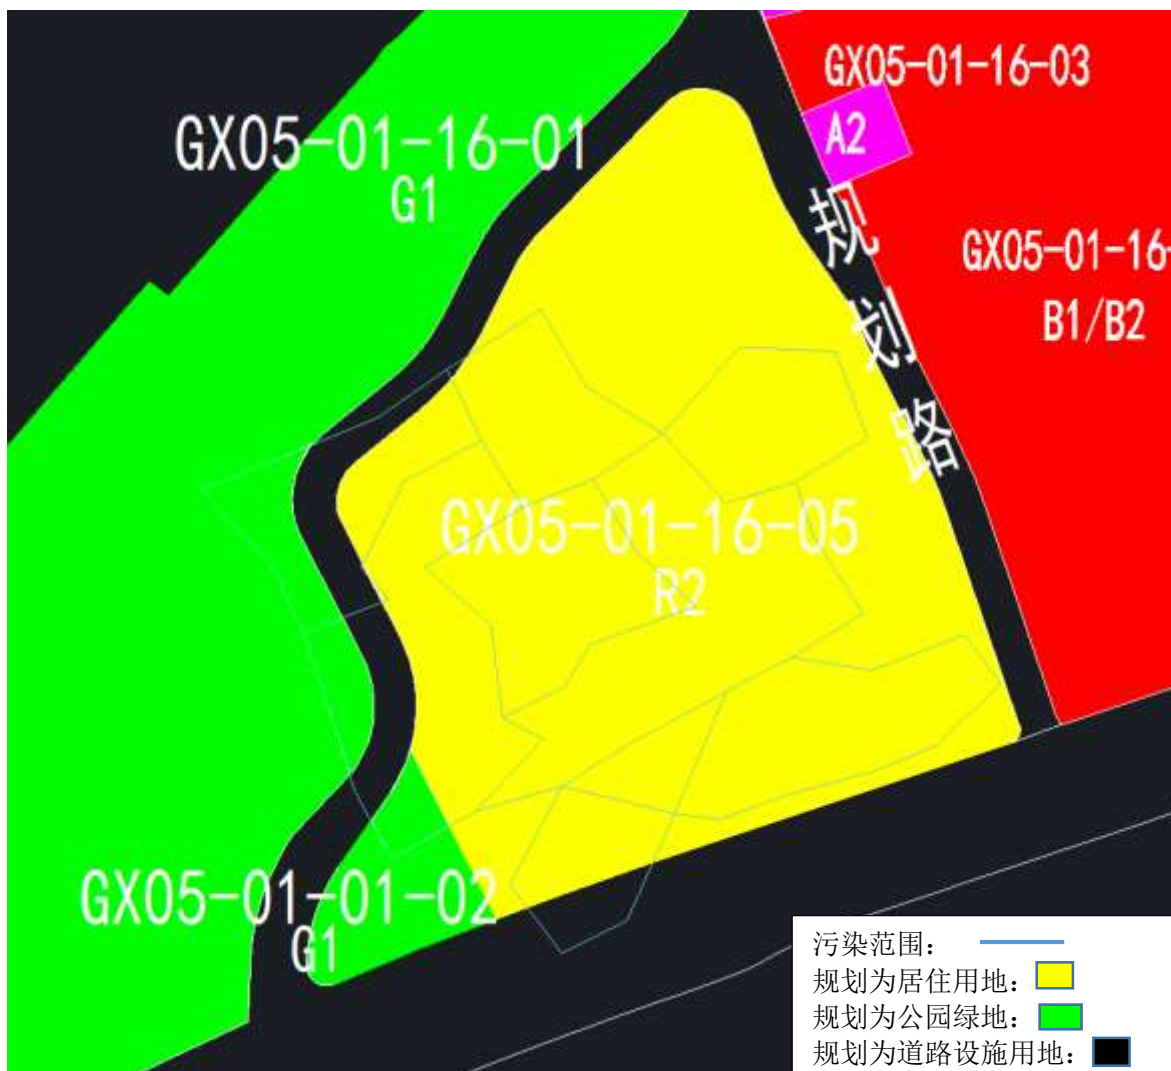 GX05-01-16-03
A2
GX05-01-16-01
G1
规划路
GX05-01-16-
B1/B2
GX05-01-16-05
R2
GX05-01-01-02
G1
污染范围：
规划为居住用地：
规划为公园绿地：
规划为道路设施用地：